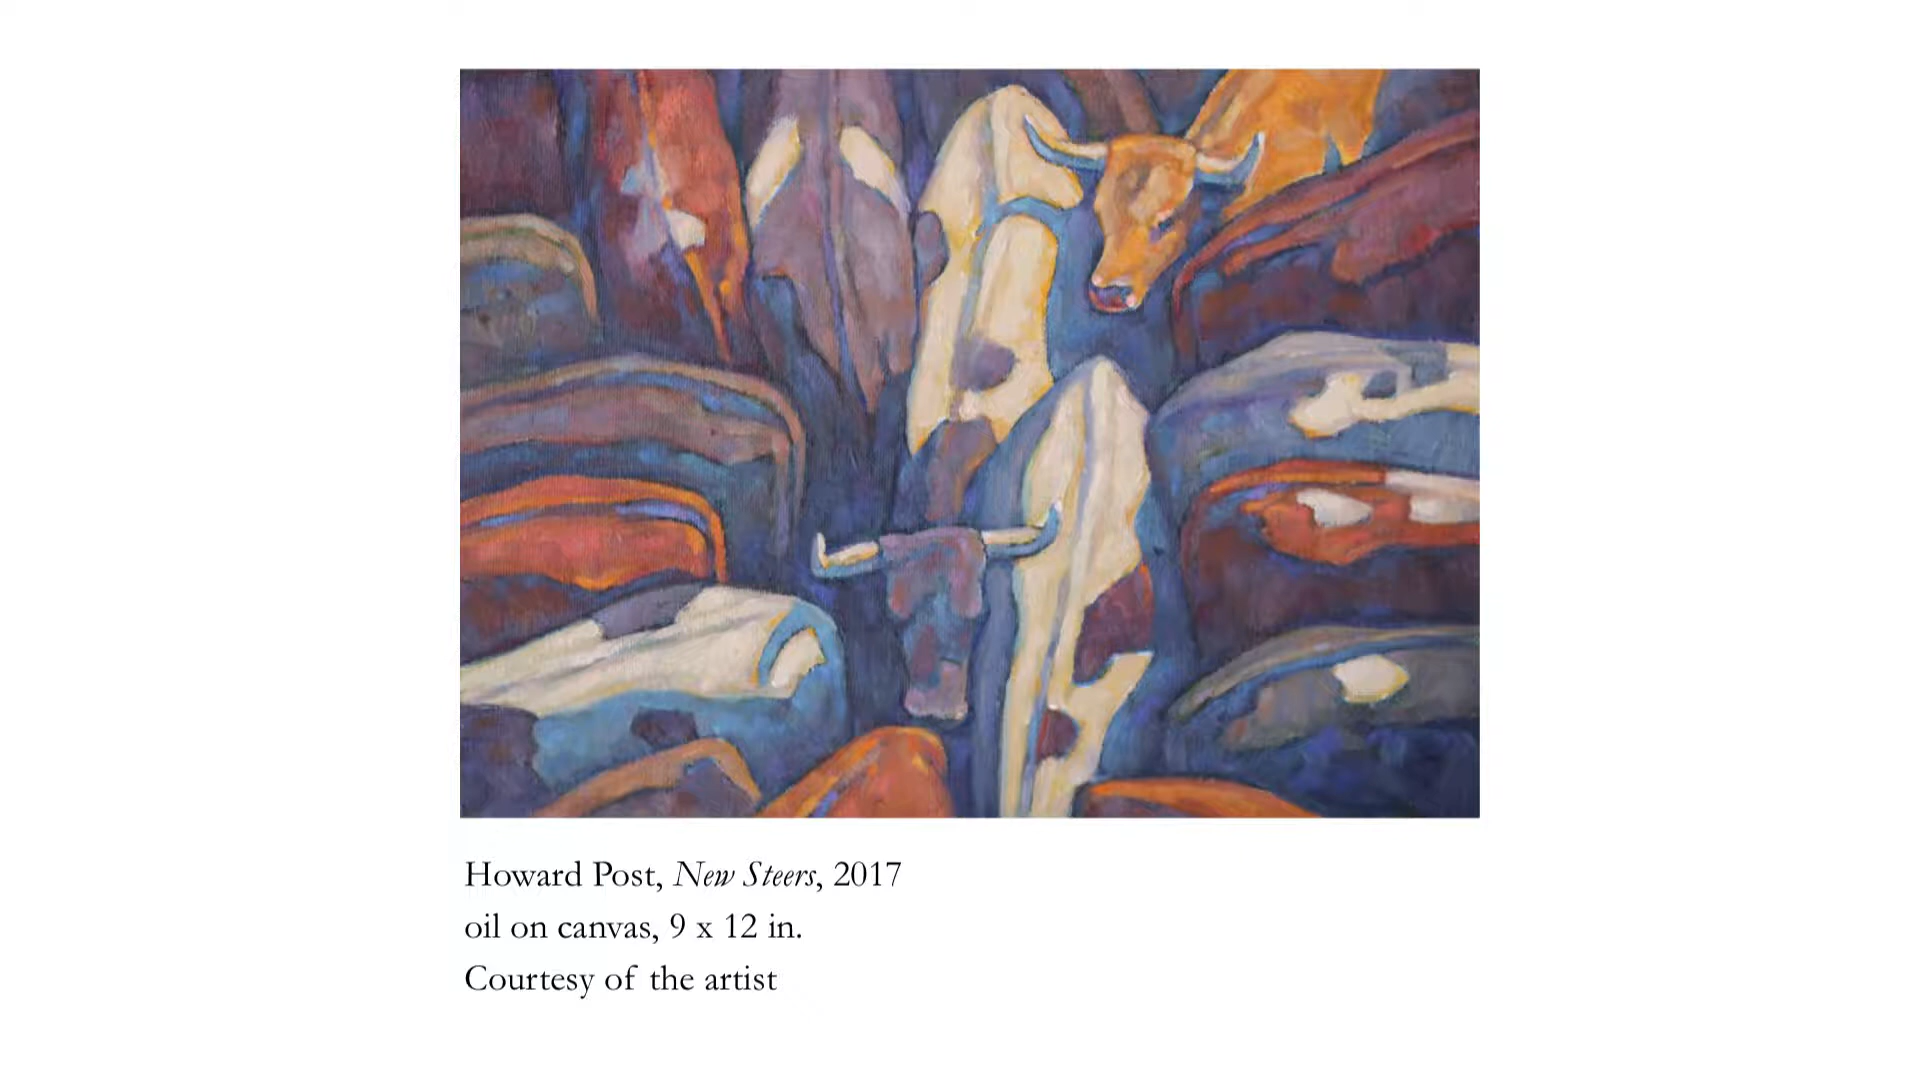 Howard Post, New Steers, 2017
oil on canvas, 9 x 12 in.
Courtesy of the artist